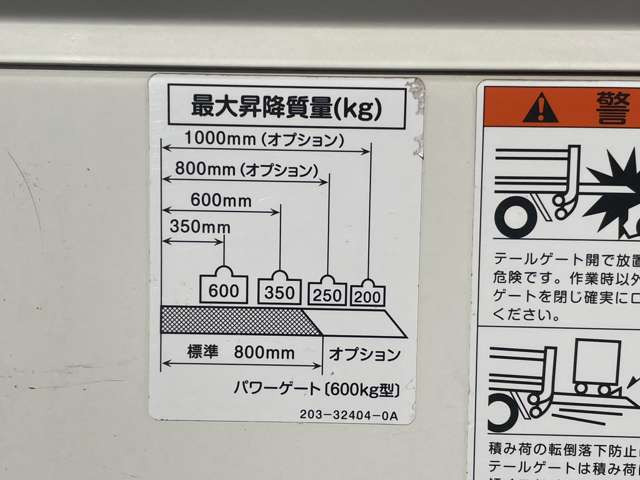 最大昇降質量(kg)
1000mm(オプション)
800mm(オプション)
600mm
350mm
600 350 250 200
標準 800mm オプション
パワーゲート〔600kg型〕
203-32404-0A
警
テールゲート開で放置
危険です。作業時以外
ゲートを閉じ確実にロ
ください。
積み荷の転倒落下防止
テールゲートは積み荷